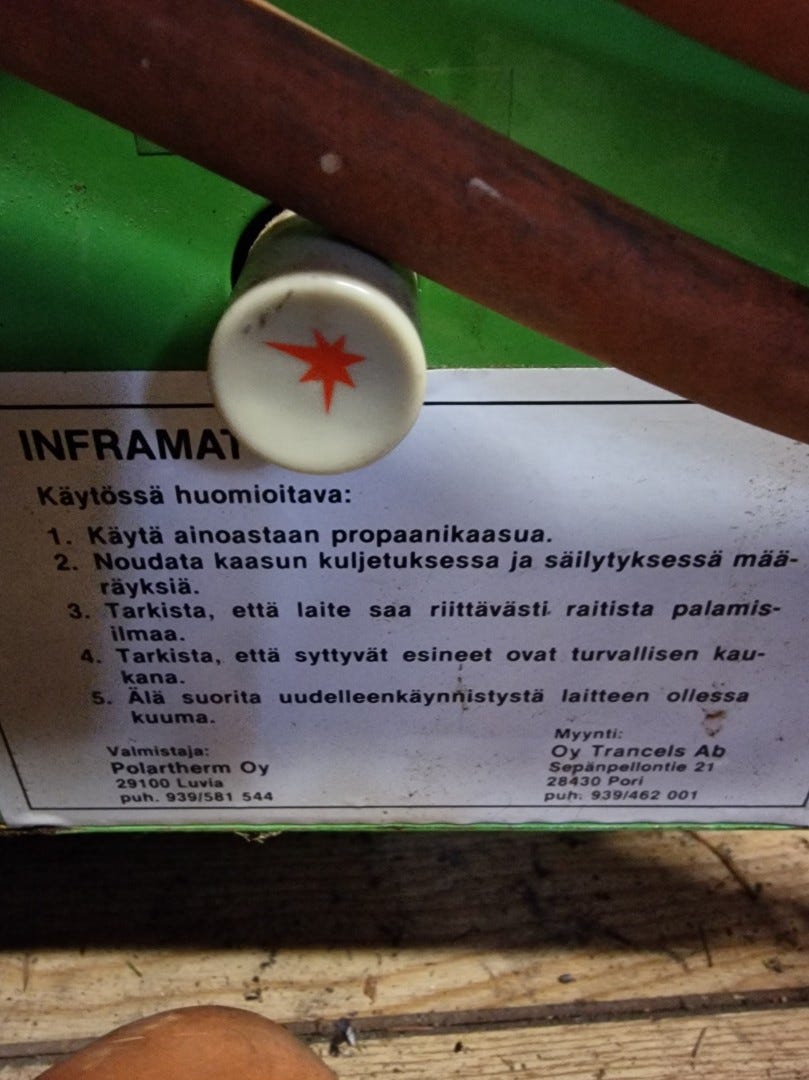 INFRAMAT
Käytössä huomioitava:
1. Käytä ainoastaan propaanikaasua.
2. Noudata kaasun kuljetuksessa ja säilytyksessä mää-
räyksiä.
3. Tarkista, että laite saa riittävästi raitista palamis-
ilmaa.
4. Tarkista, että syttyvät esineet ovat turvallisen kau-
kana.
5. Älä suorita uudelleenkäynnistystä laitteen ollessa
kuuma.
Valmistaja:
Polartherm Oy
29100 Luvia
puh. 939/581 544
Myynti:
Oy Trancels Ab
Sepänpellontie 21
28430 Pori
puh. 939/462 001